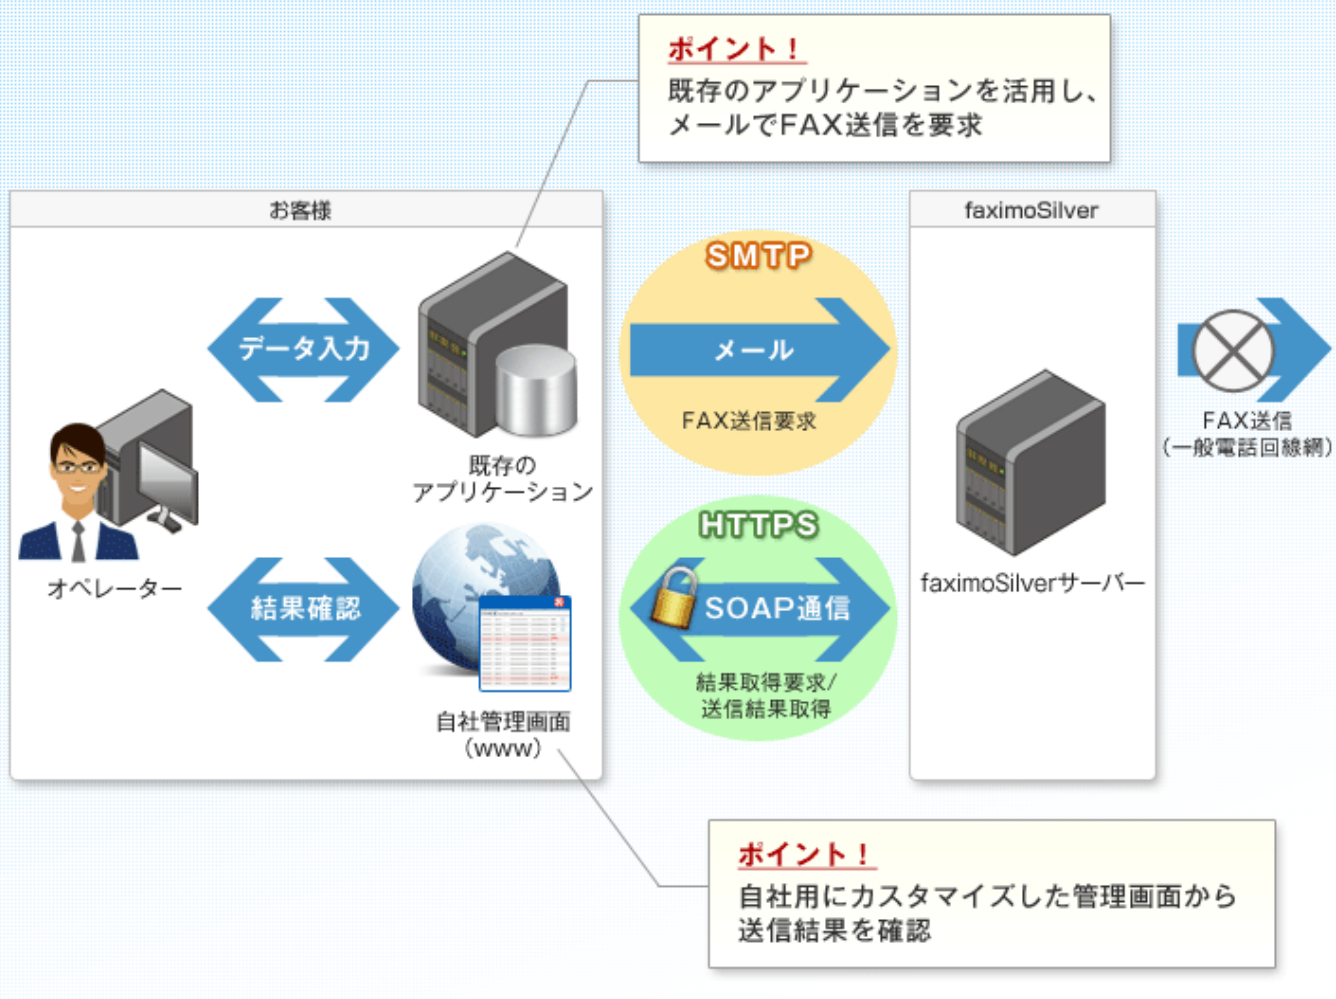 ポイント！
既存のアプリケーションを活用し、
メールでFAX送信を要求
お客様
faximoSilver
SMTP
データ入力
メール
FAX送信要求
FAX送信
（一般電話回線網）
既存の
アプリケーション
HTTPS
オペレーター
結果確認
SOAP通信
faximoSilverサーバー
結果取得要求/
送信結果取得
自社管理画面
（www）
ポイント！
自社用にカスタマイズした管理画面から
送信結果を確認